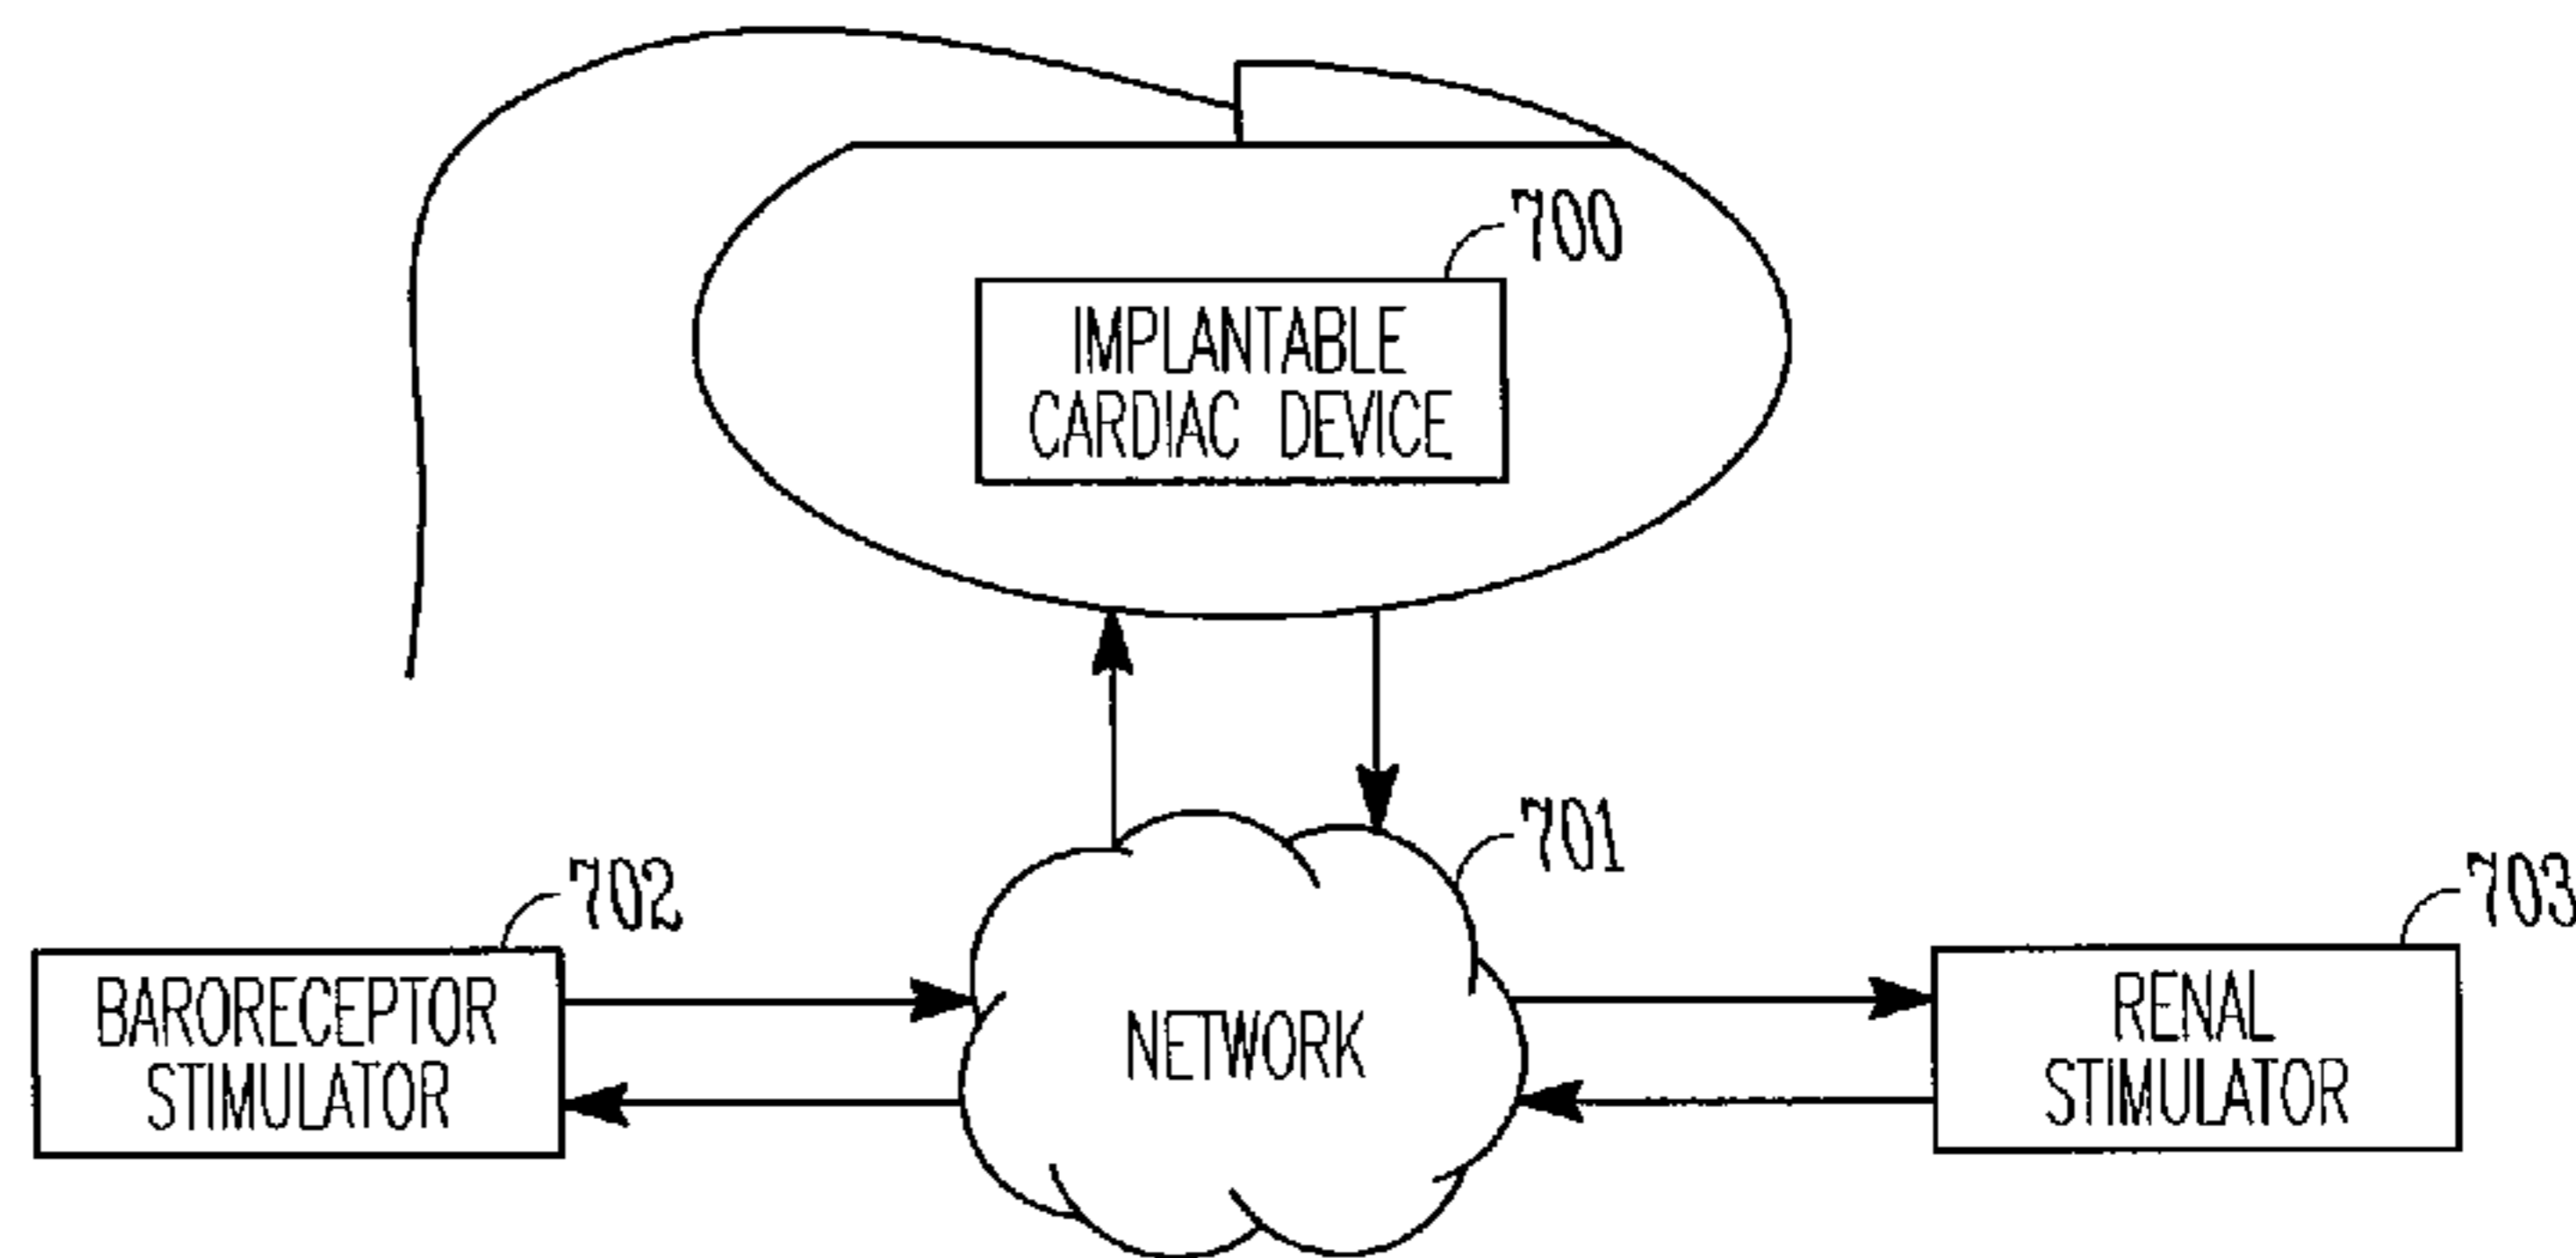 700
IMPLANTABLE
CARDIAC DEVICE
701
702
703
BARORECEPTOR
STIMULATOR
NETWORK
RENAL
STIMULATOR